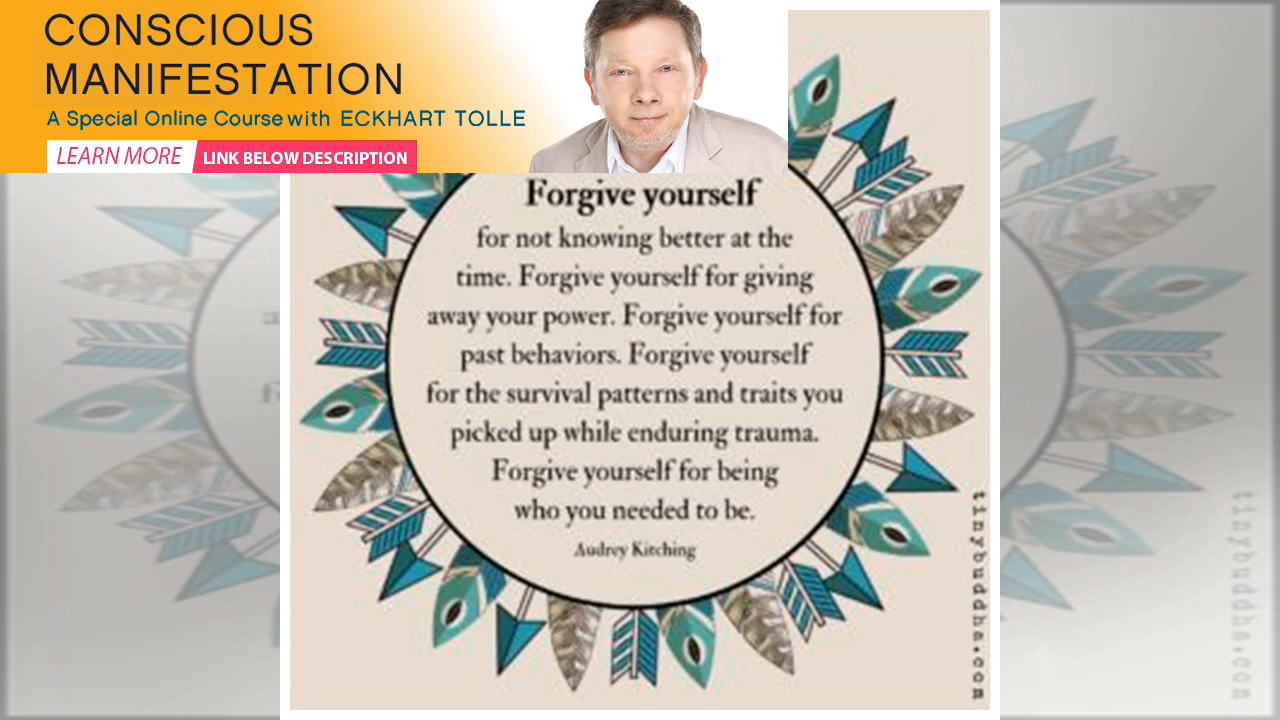 CONSCIOUS
MANIFESTATION
A Special Online Course with ECKHART TOLLE
LEARN MORE LINK BELOW DESCRIPTION
Forgive yourself
for not knowing better at the
time. Forgive yourself for giving
away your power. Forgive yourself for
past behaviors. Forgive yourself
for the survival patterns and traits you
picked up while enduring trauma.
Forgive yourself for being
who you needed to be.
Audrey Kitching
tinybuddha.com
tinybuddha.com